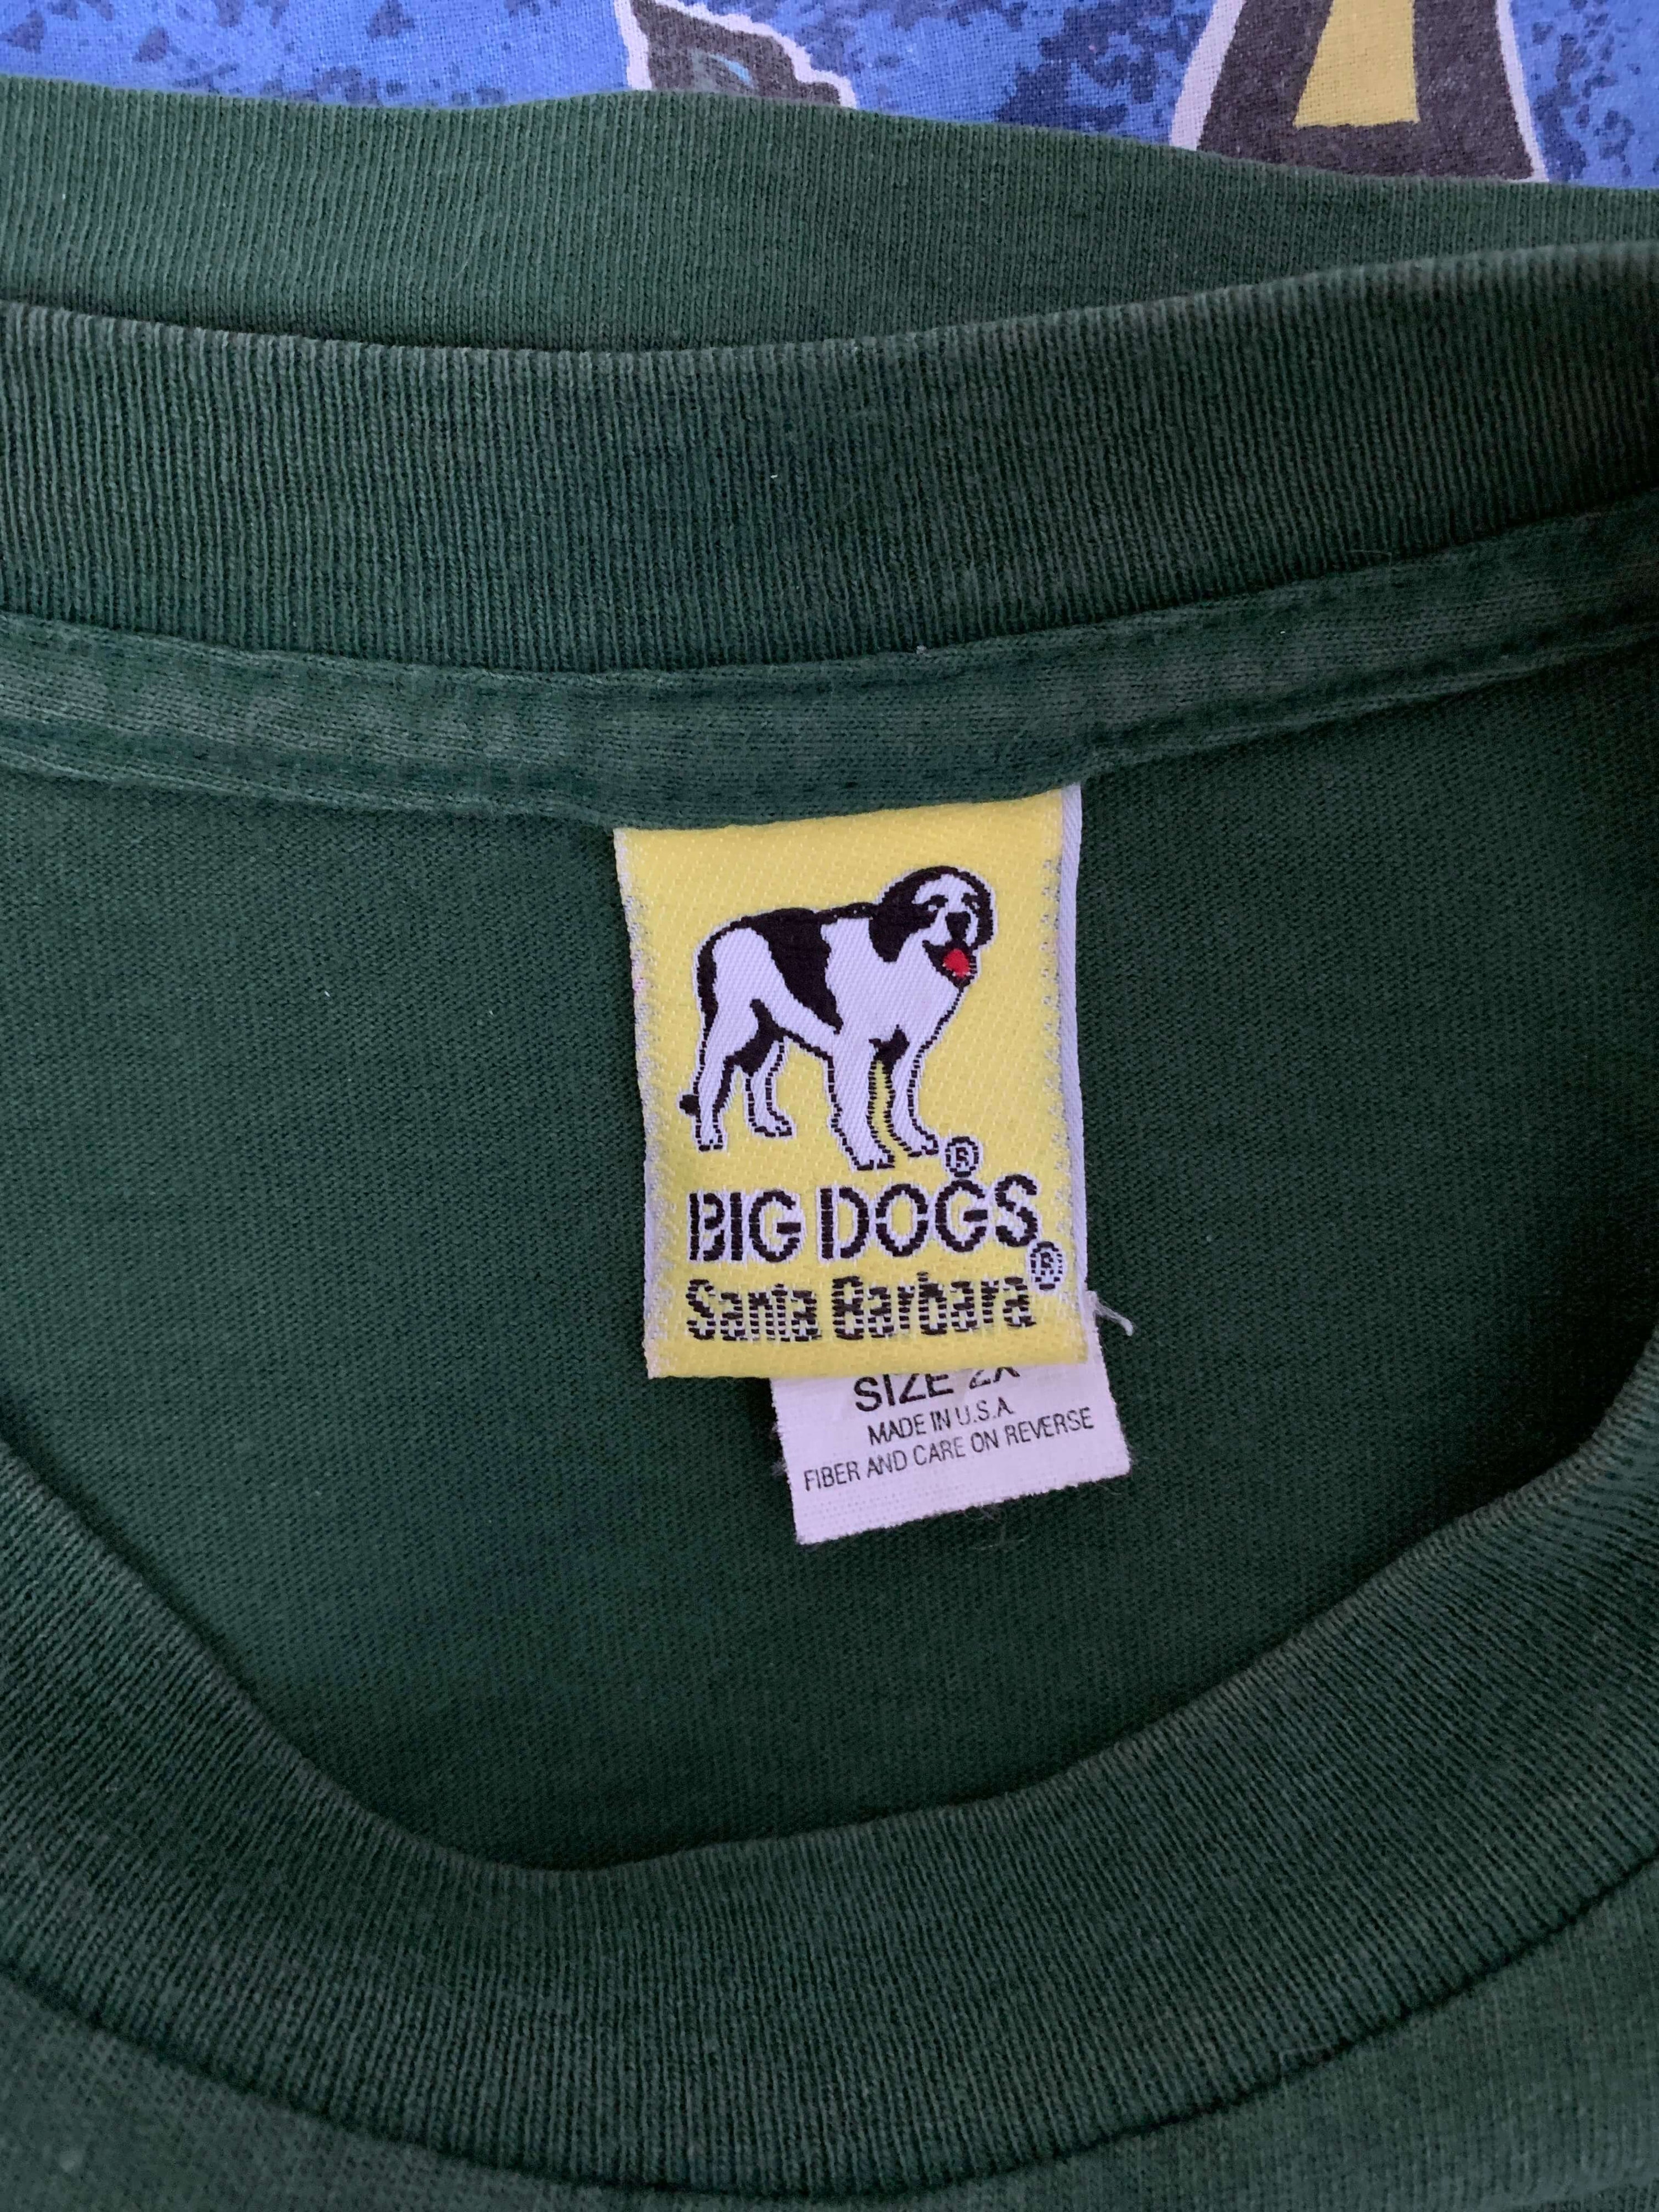 ®
BIG DOGS®
Santa Barbara
SIZE 2X
MADE IN U.S.A.
FIBER AND CARE ON REVERSE